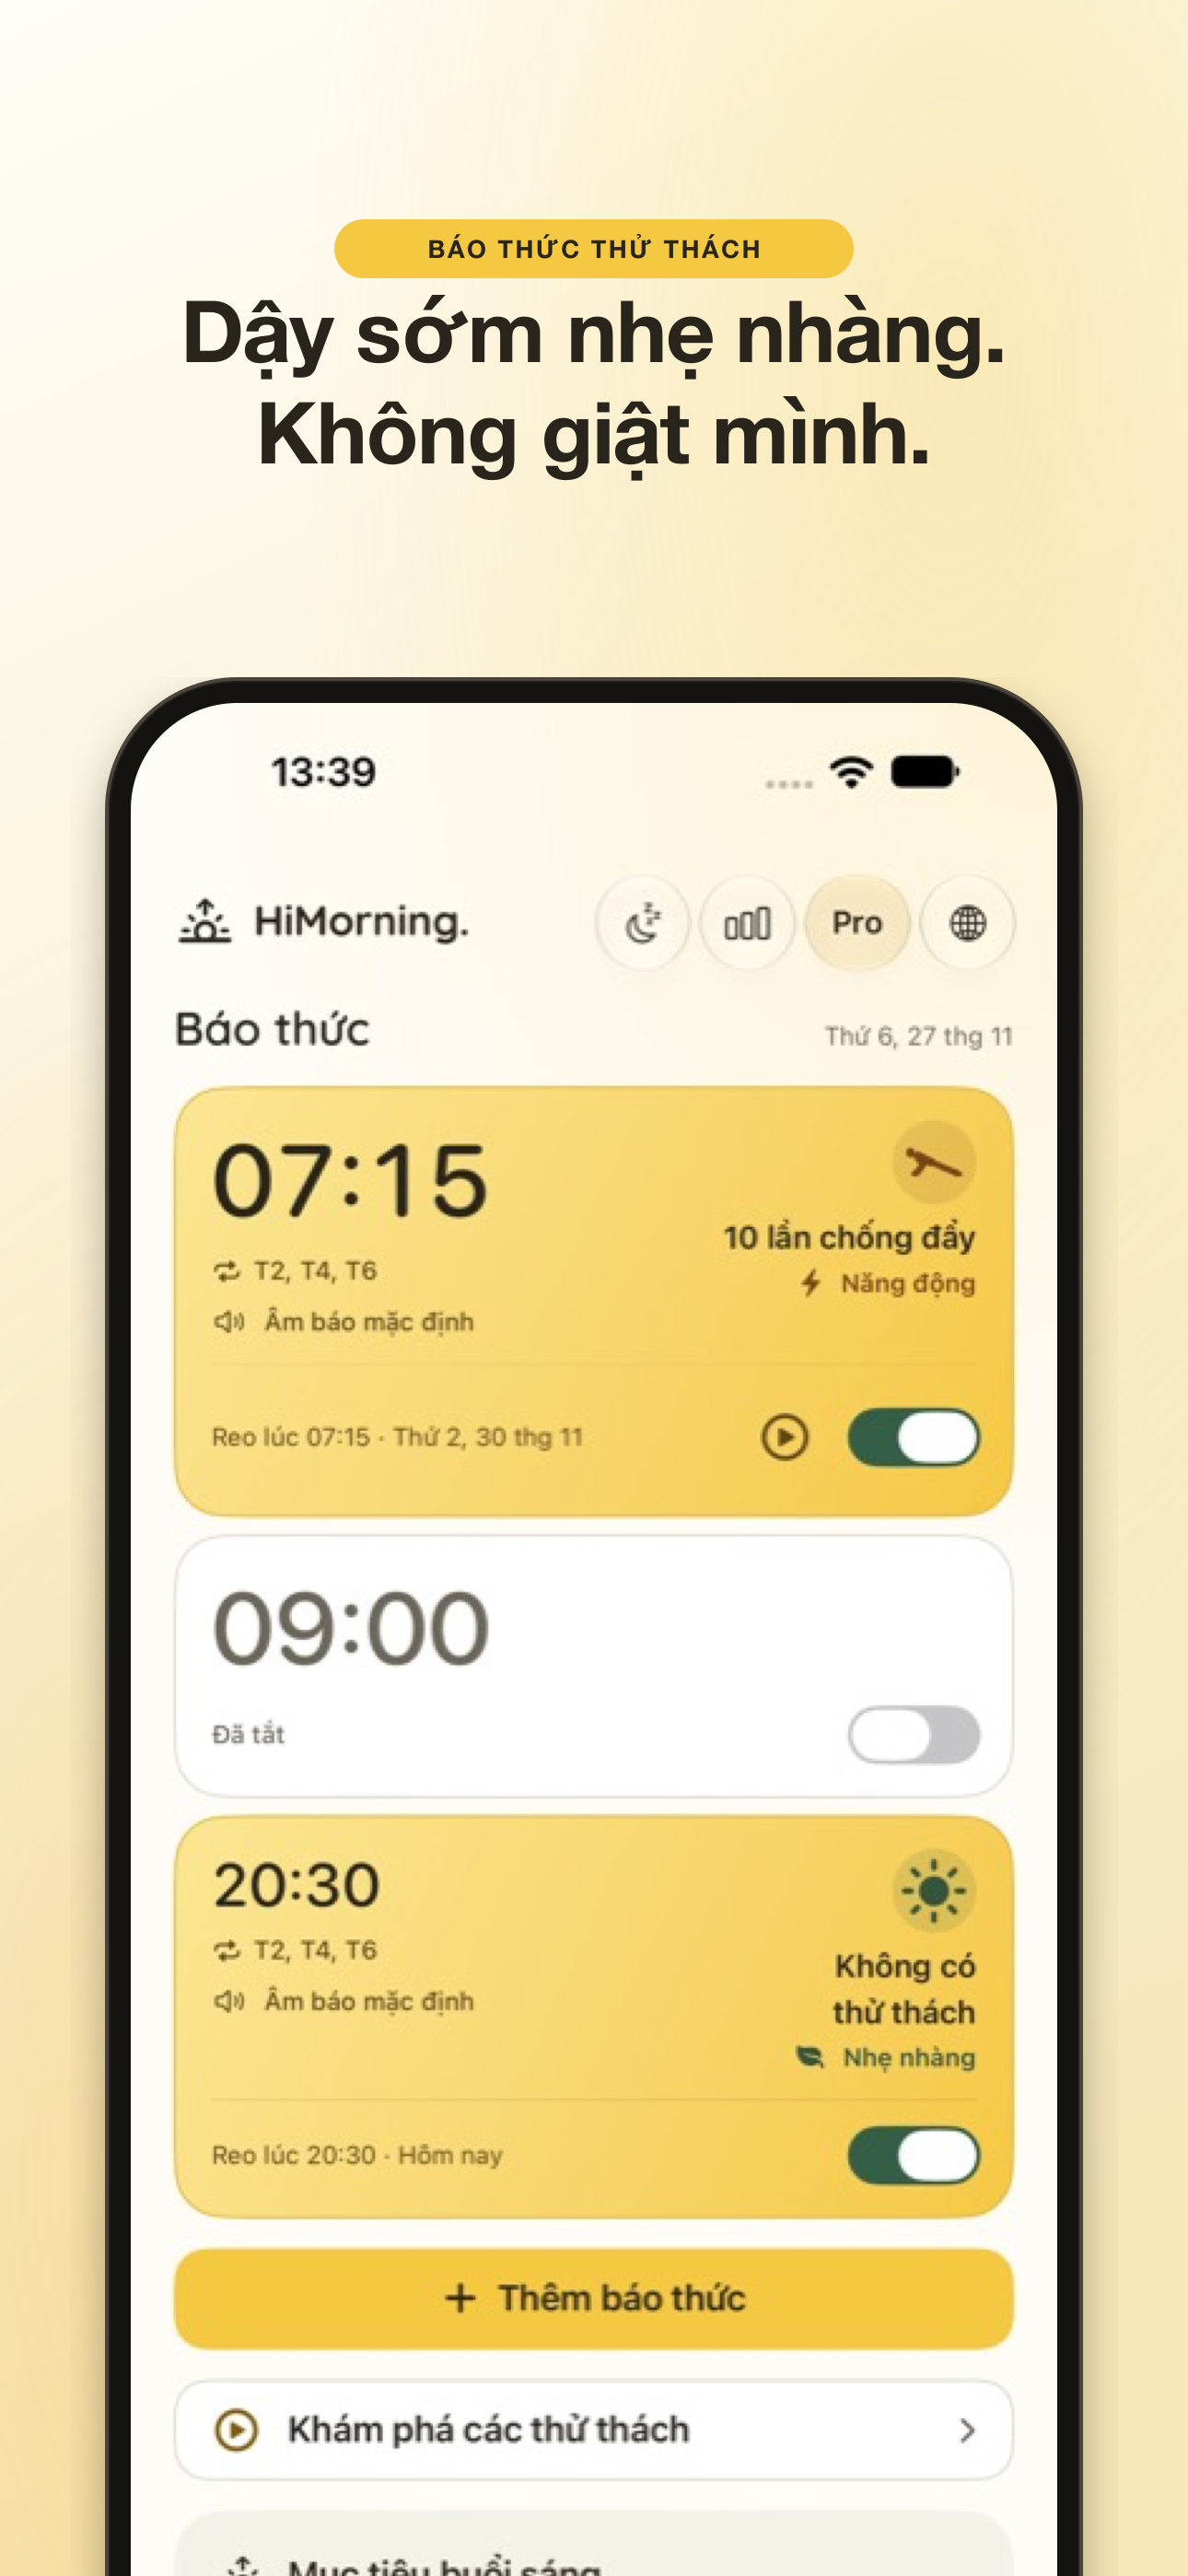 BÁO THỨC THỬ THÁCH
Dậy sớm nhẹ nhàng.
Không giật mình.
13:39
HiMorning.
Pro
Báo thức
Thứ 6, 27 thg 11
07:15
10 lần chống đẩy
T2, T4, T6
Năng động
Âm báo mặc định
Reo lúc 07:15 · Thứ 2, 30 thg 11
09:00
Đã tắt
20:30
T2, T4, T6
Âm báo mặc định
Không có
thử thách
Nhẹ nhàng
Reo lúc 20:30 · Hôm nay
+ Thêm báo thức
Khám phá các thử thách
Mục tiêu buổi sáng